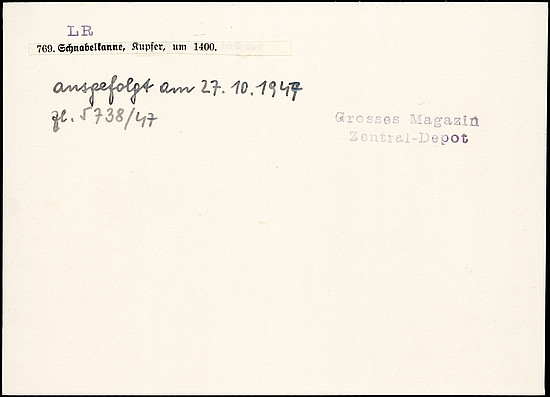 LR
769. Schnabelkanne, Kupfer, um 1400.
ausgefolgt am 27. 10. 1947
zl. 5738/47
Grosses Magazin
Zentral-Depot